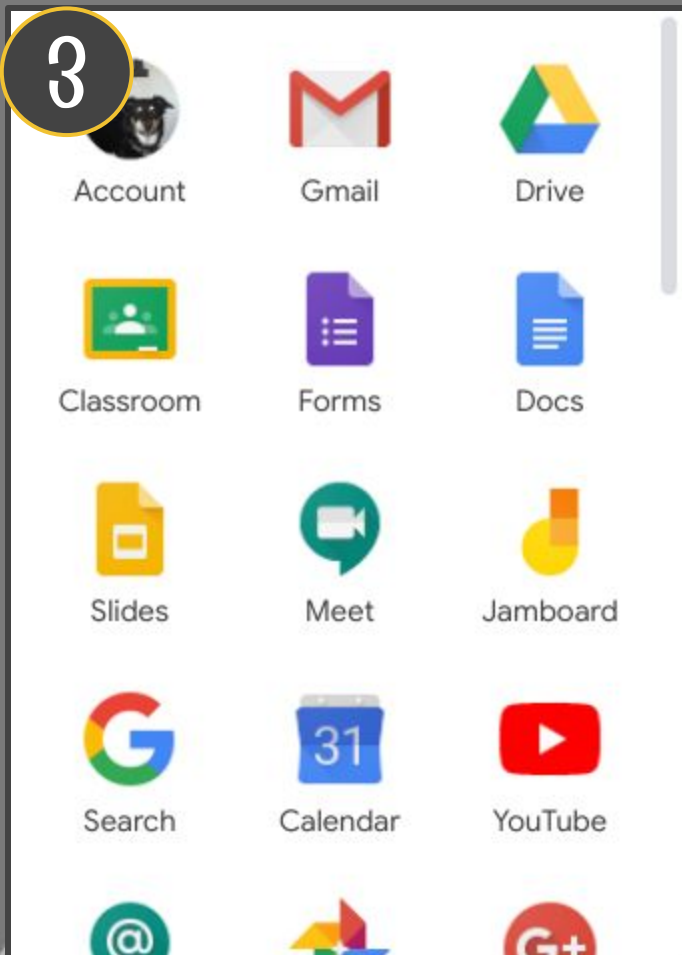 3
Account Gmail Drive
Classroom Forms Docs
Slides Meet Jamboard
31
Search Calendar YouTube
@ G+